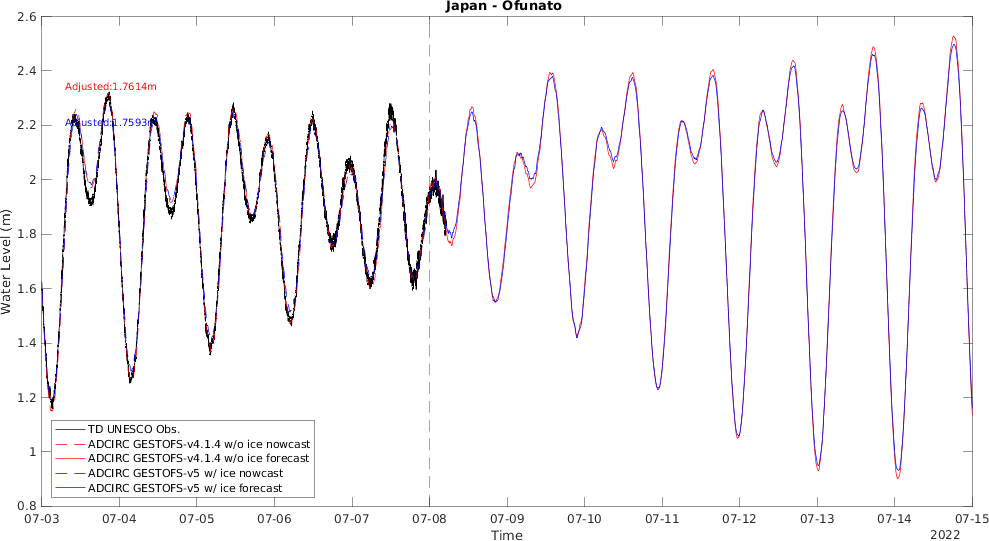 Japan - Ofunato
2.6
2.4
2.2
2
1.8
1.6
1.4
1.2
1
0.8
Water Level (m)
Adjusted:1.7614m
Adjusted:1.7593m
TD UNESCO Obs.
ADCIRC GESTOFS-v4.1.4 w/o ice nowcast
ADCIRC GESTOFS-v4.1.4 w/o ice forecast
ADCIRC GESTOFS-v5 w/ ice nowcast
ADCIRC GESTOFS-v5 w/ ice forecast
07-03 07-04 07-05 07-06 07-07 07-08 07-09 07-10 07-11 07-12 07-13 07-14 07-15
Time
2022